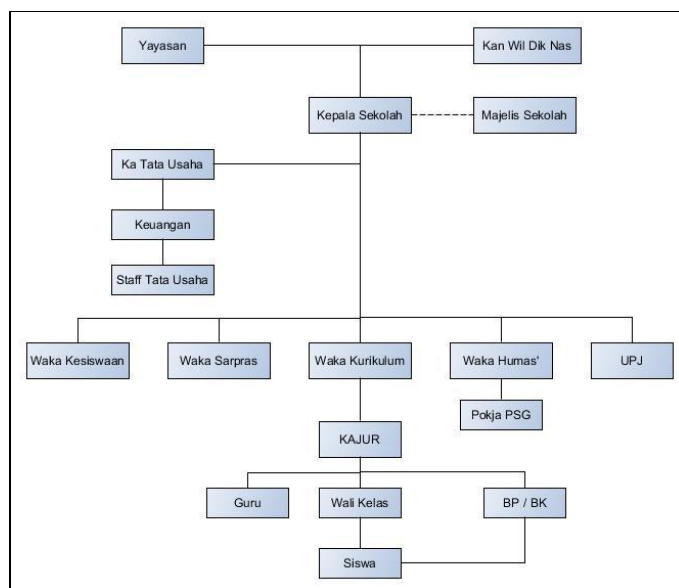 Yayasan
Kan Wil Dik Nas
Kepala Sekolah
Majelis Sekolah
Ka Tata Usaha
Keuangan
Staff Tata Usaha
Waka Kesiswaan
Waka Sarpras
Waka Kurikulum
Waka Humas'
UPJ
Pokja PSG
KAJUR
Guru
Wali Kelas
BP / BK
Siswa